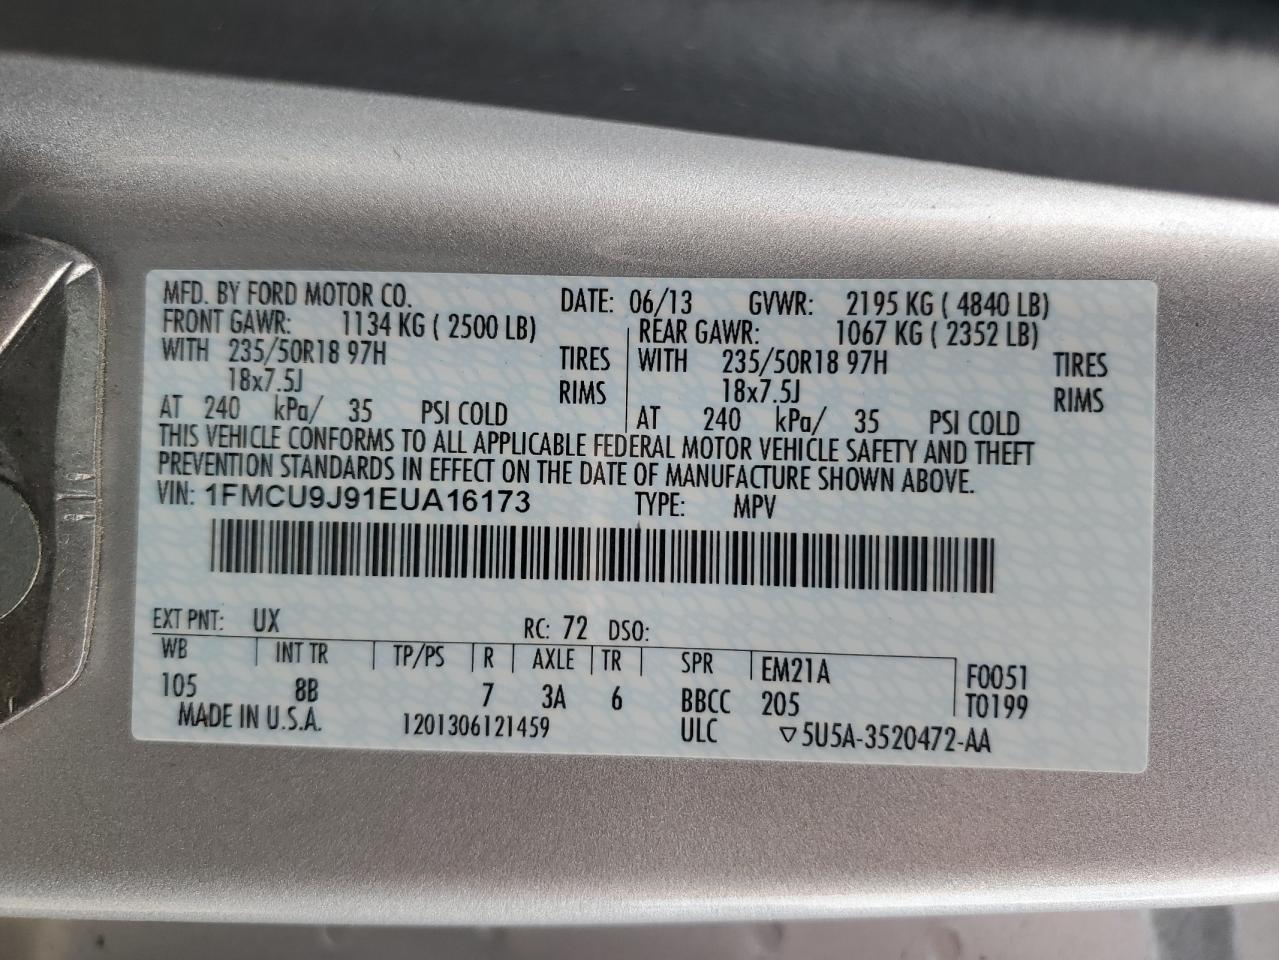 MFD. BY FORD MOTOR CO. DATE: 06/13 GVWR: 2195 KG ( 4840 LB)
FRONT GAWR: 1134 KG ( 2500 LB) REAR GAWR: 1067 KG ( 2352 LB)
WITH 235/50R18 97H TIRES WITH 235/50R18 97H TIRES
18x7.5J RIMS 18x7.5J RIMS
AT 240 kPa/ 35 PSI COLD AT 240 kPa/ 35 PSI COLD
THIS VEHICLE CONFORMS TO ALL APPLICABLE FEDERAL MOTOR VEHICLE SAFETY AND THEFT
PREVENTION STANDARDS IN EFFECT ON THE DATE OF MANUFACTURE SHOWN ABOVE.
VIN: 1FMCU9J91EUA16173 TYPE: MPV
EXT PNT: UX RC: 72 DSO:
WB INT TR TP/PS R AXLE TR SPR EM21A F0051
105 8B 7 3A 6 BBCC 205 T0199
MADE IN U.S.A. 1201306121459 ULC ▽5U5A-3520472-AA